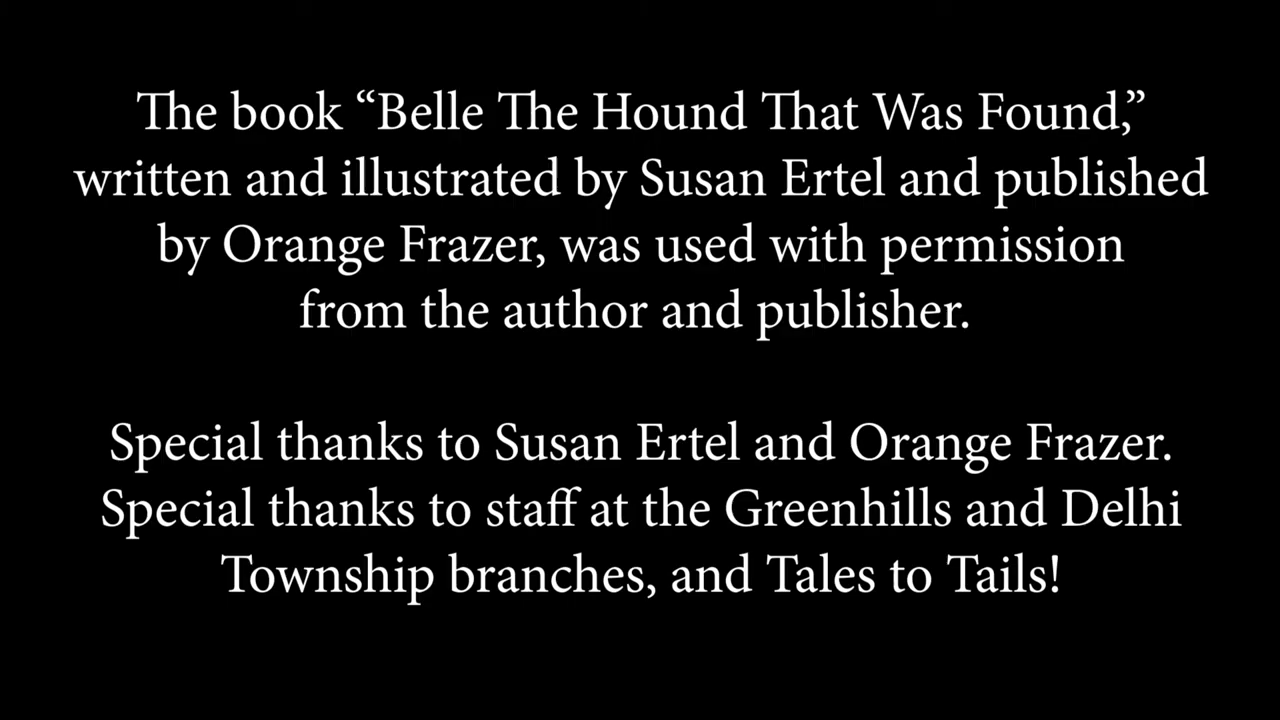 The book “Belle The Hound That Was Found,”
written and illustrated by Susan Ertel and published
by Orange Frazer, was used with permission
from the author and publisher.
Special thanks to Susan Ertel and Orange Frazer.
Special thanks to staff at the Greenhills and Delhi
Township branches, and Tales to Tails!